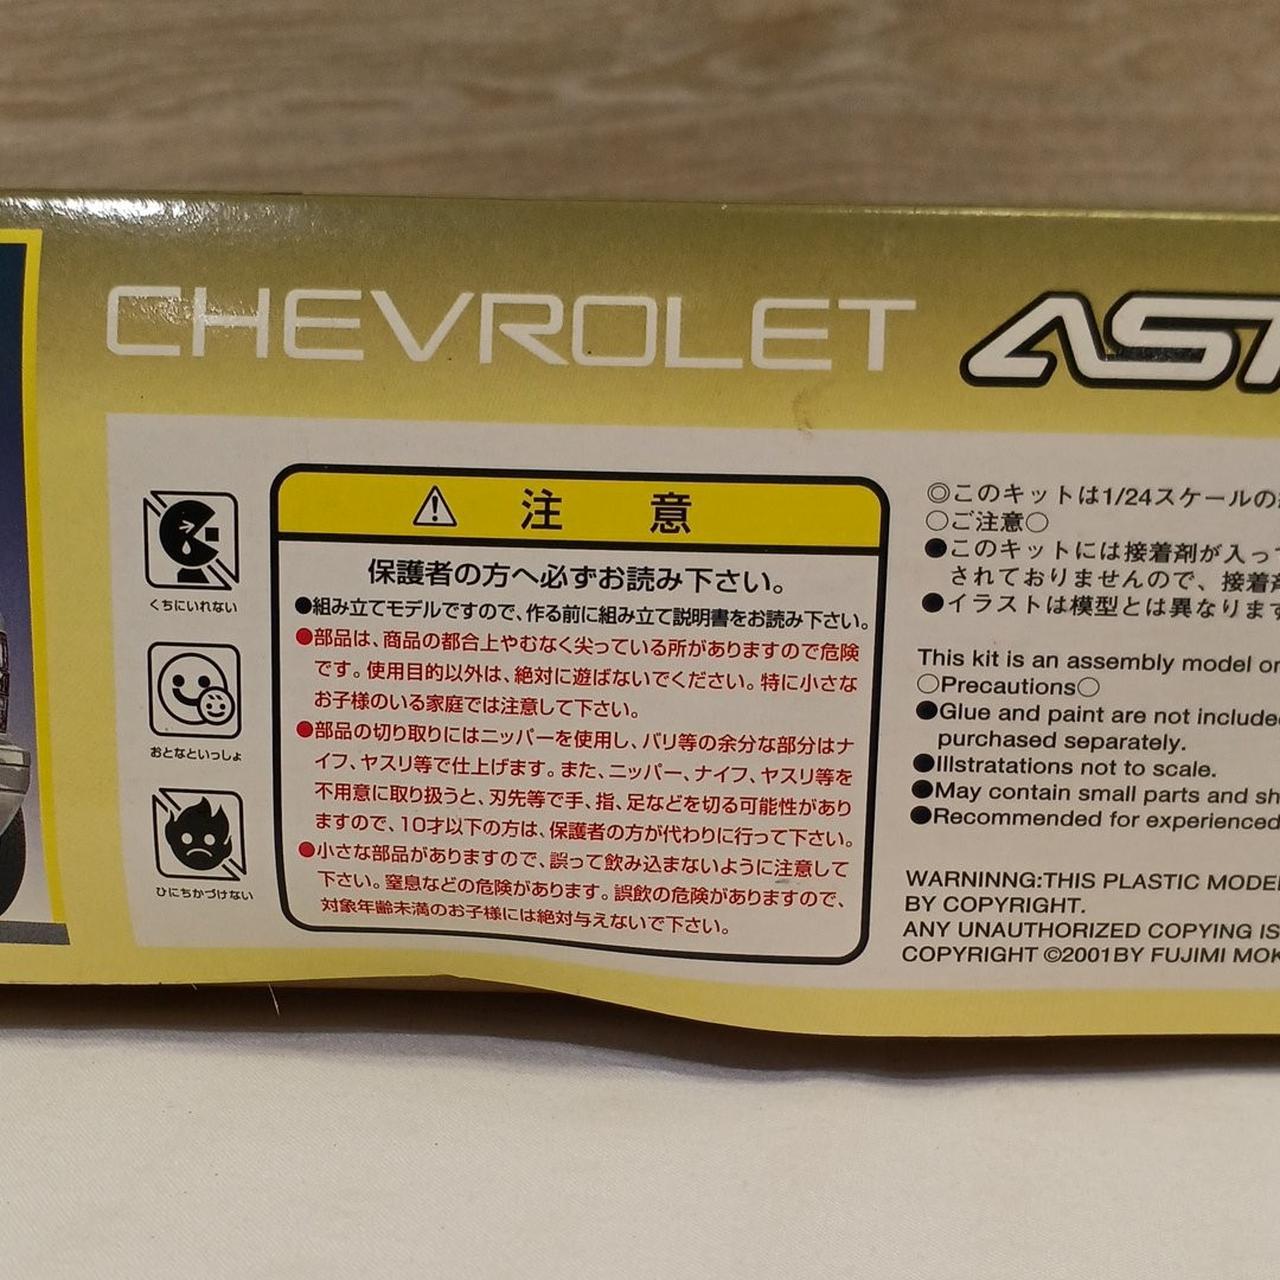 CHEVROLET AST
くちにいれない
おとなといっしょ
ひにちかづけない
注 意
保護者の方へ必ずお読み下さい。
●組み立てモデルですので、作る前に組み立て説明書をお読み下さい。
●部品は、商品の都合上やむなく尖っている所がありますので危険
です。使用目的以外は、絶対に遊ばないでください。特に小さな
お子様のいる家庭では注意して下さい。
●部品の切り取りにはニッパーを使用し、バリ等の余分な部分はナ
イフ、ヤスリ等で仕上げます。また、ニッパー、ナイフ、ヤスリ等を
不用意に取り扱うと、刃先等で手、指、足などを切る可能性があり
ますので、10才以下の方は、保護者の方が代わりに行って下さい。
●小さな部品がありますので、誤って飲み込まないように注意して
下さい。窒息などの危険があります。誤飲の危険がありますので、
対象年齢未満のお子様には絶対与えないで下さい。
◎このキットは1/24スケールの
○ご注意○
●このキットには接着剤が入って
されておりませんので、接着剤
●イラストは模型とは異なります
This kit is an assembly model
○Precautions○
●Glue and paint are not include
purchased separately.
●Illstratations not to scale.
●May contain small parts and sh
●Recommended for experienced
WARNINNG:THIS PLASTIC MODEL
BY COPYRIGHT.
ANY UNAUTHORIZED COPYING IS
COPYRIGHT ©2001BY FUJIMI MOK